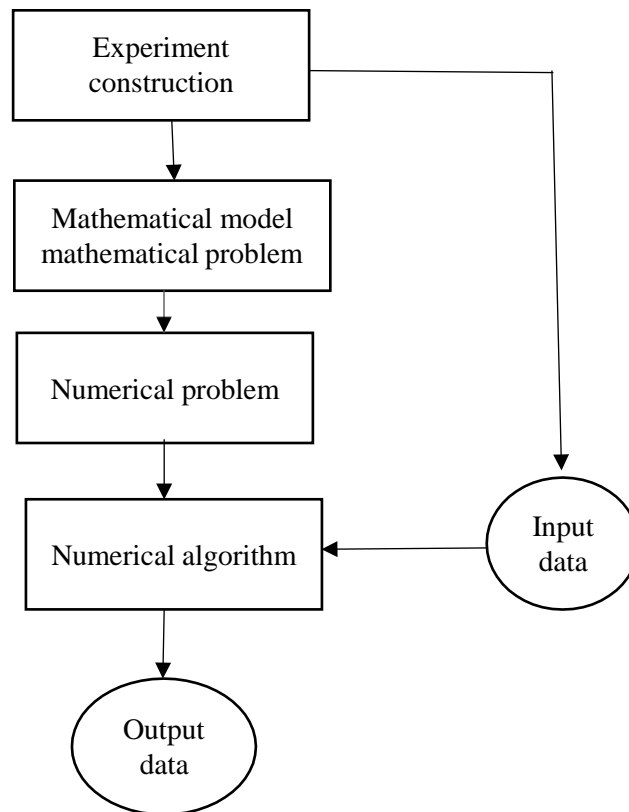 Experiment
construction
Mathematical model
mathematical problem
Numerical problem
Numerical algorithm
Input
data
Output
data